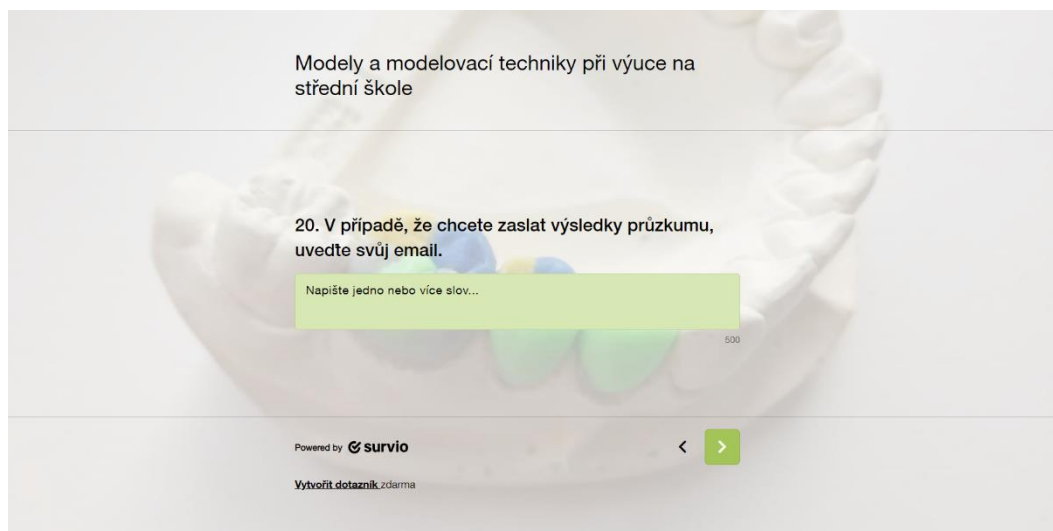 Modely a modelovací techniky při výuce na
střední škole
20. V případě, že chcete zaslat výsledky průzkumu,
uveďte svůj email.
Napište jedno nebo více slov...
500
Powered by survio
Vytvořit dotazník zdarma